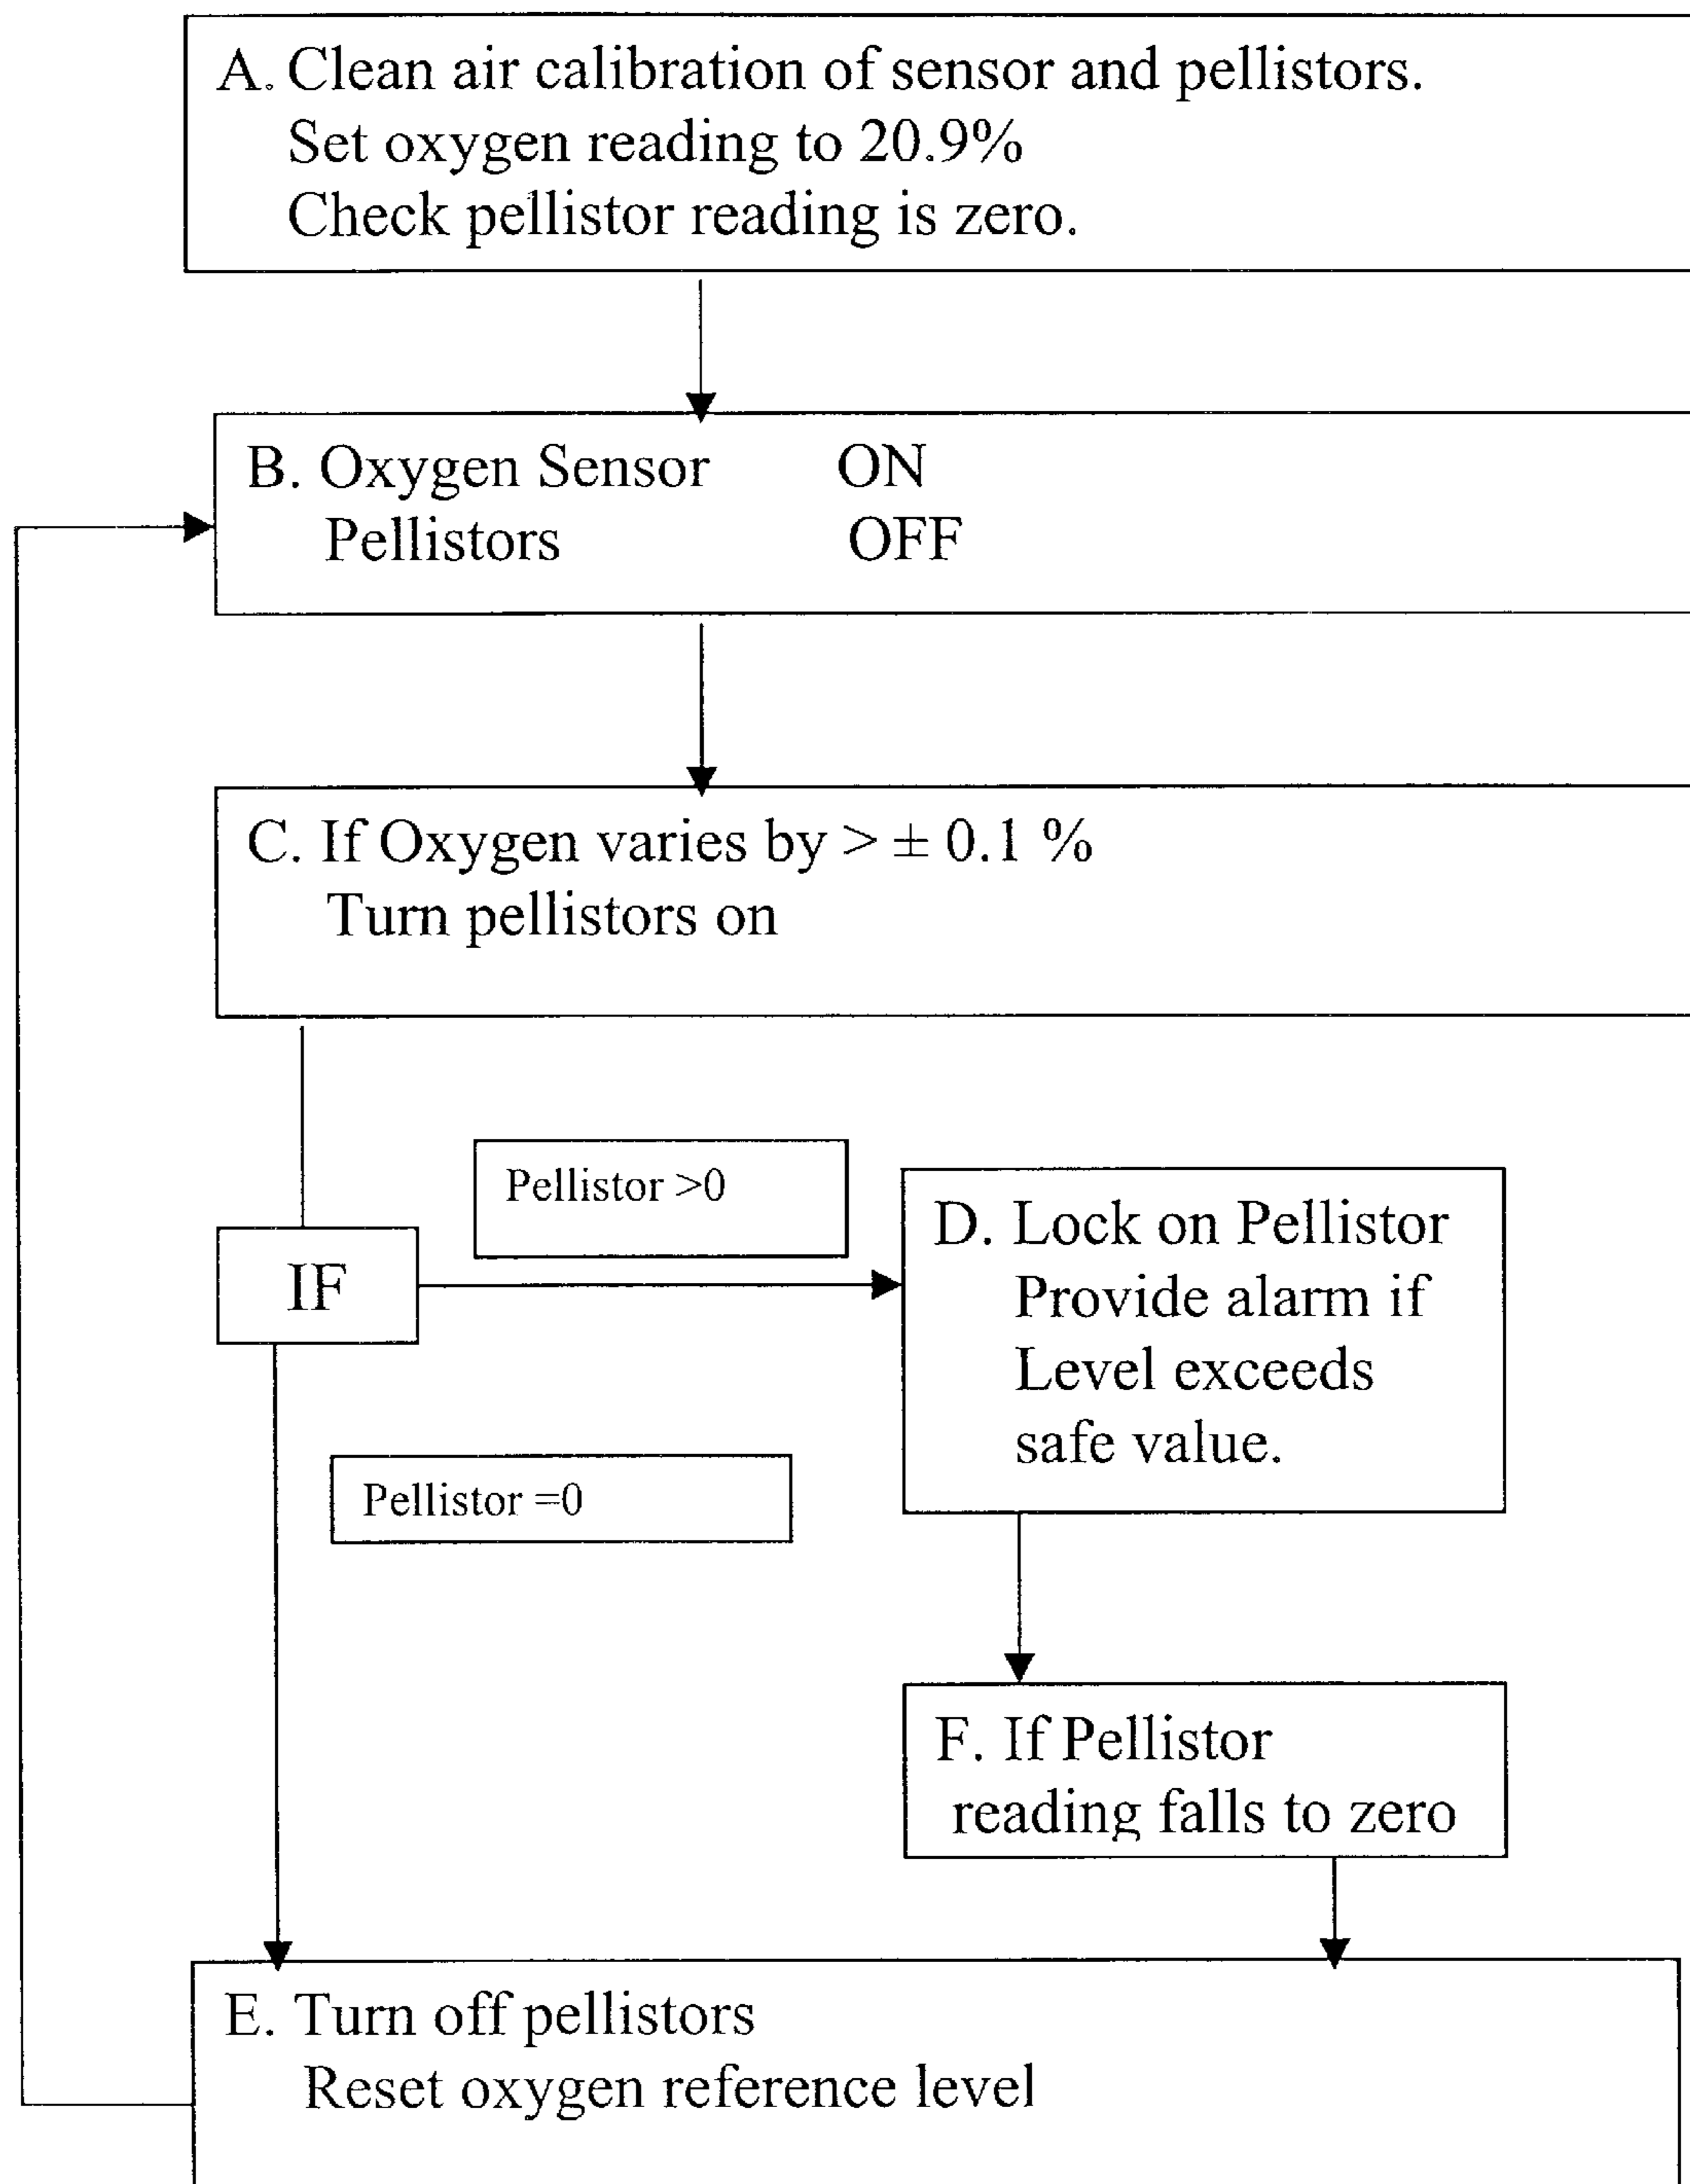 A. Clean air calibration of sensor and pellistors.
Set oxygen reading to 20.9%
Check pellistor reading is zero.
B. Oxygen Sensor ON
Pellistors OFF
C. If Oxygen varies by > ± 0.1 %
Turn pellistors on
Pellistor >0
IF
D. Lock on Pellistor
Provide alarm if
Level exceeds
safe value.
Pellistor =0
F. If Pellistor
reading falls to zero
E. Turn off pellistors
Reset oxygen reference level